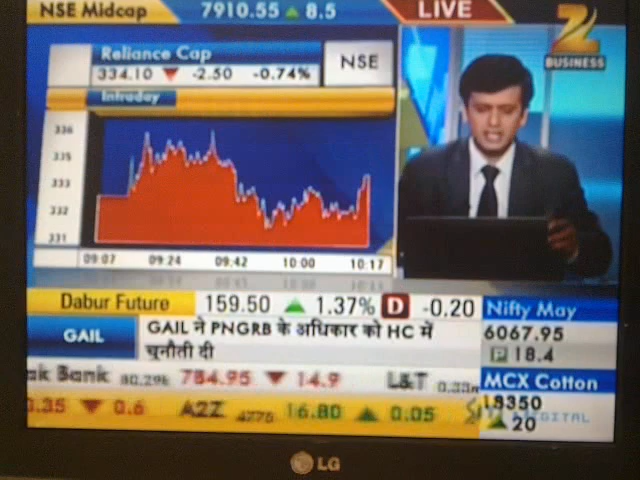 NSE Midcap 7910.55 ▲ 8.5 LIVE
Z
BUSINESS
Reliance Cap
334.10 ▼ -2.50 -0.74% NSE
Intraday
336
335
333
332
331
09:07 09:24 09:42 10:00 10:17
Dabur Future 159.50 ▲ 1.37% D -0.20
Nifty May
6067.95
P 18.4
GAIL
GAIL ने PNGRB के अधिकार को HC में
चुनौती दी
ak Bank 784.95 ▼ 14.9 L&T
MCX Cotton
18350
▲ 20
0.35 ▼ 0.6 A2Z 16.80 ▲ 0.05
DIGITAL
LG